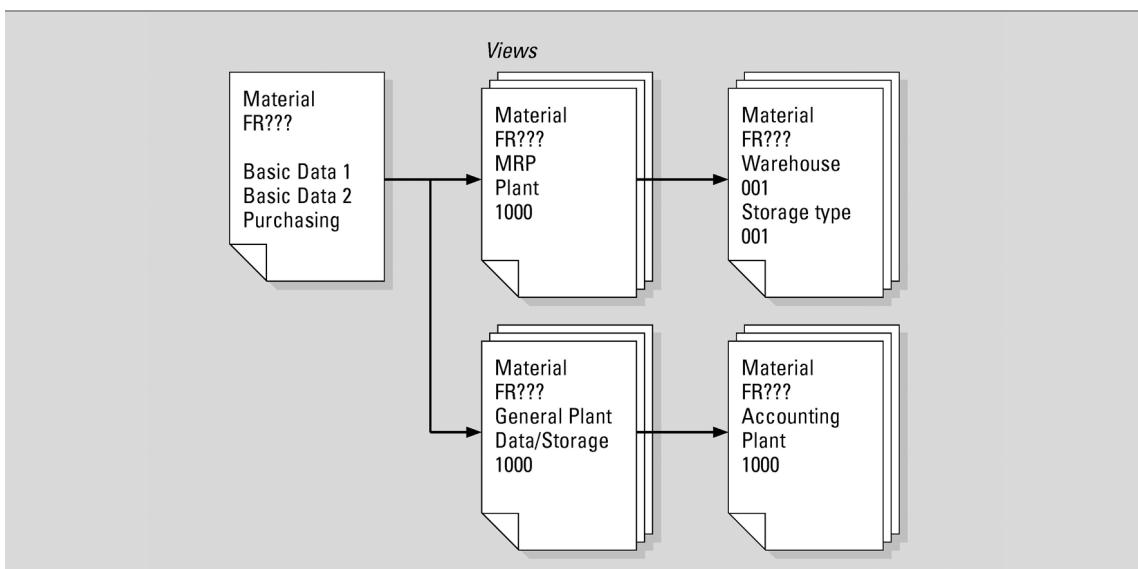 Views
Material
FR???
Basic Data 1
Basic Data 2
Purchasing
Material
FR???
MRP
Plant
1000
Material
FR???
Warehouse
001
Storage type
001
Material
FR???
General Plant
Data/Storage
1000
Material
FR???
Accounting
Plant
1000